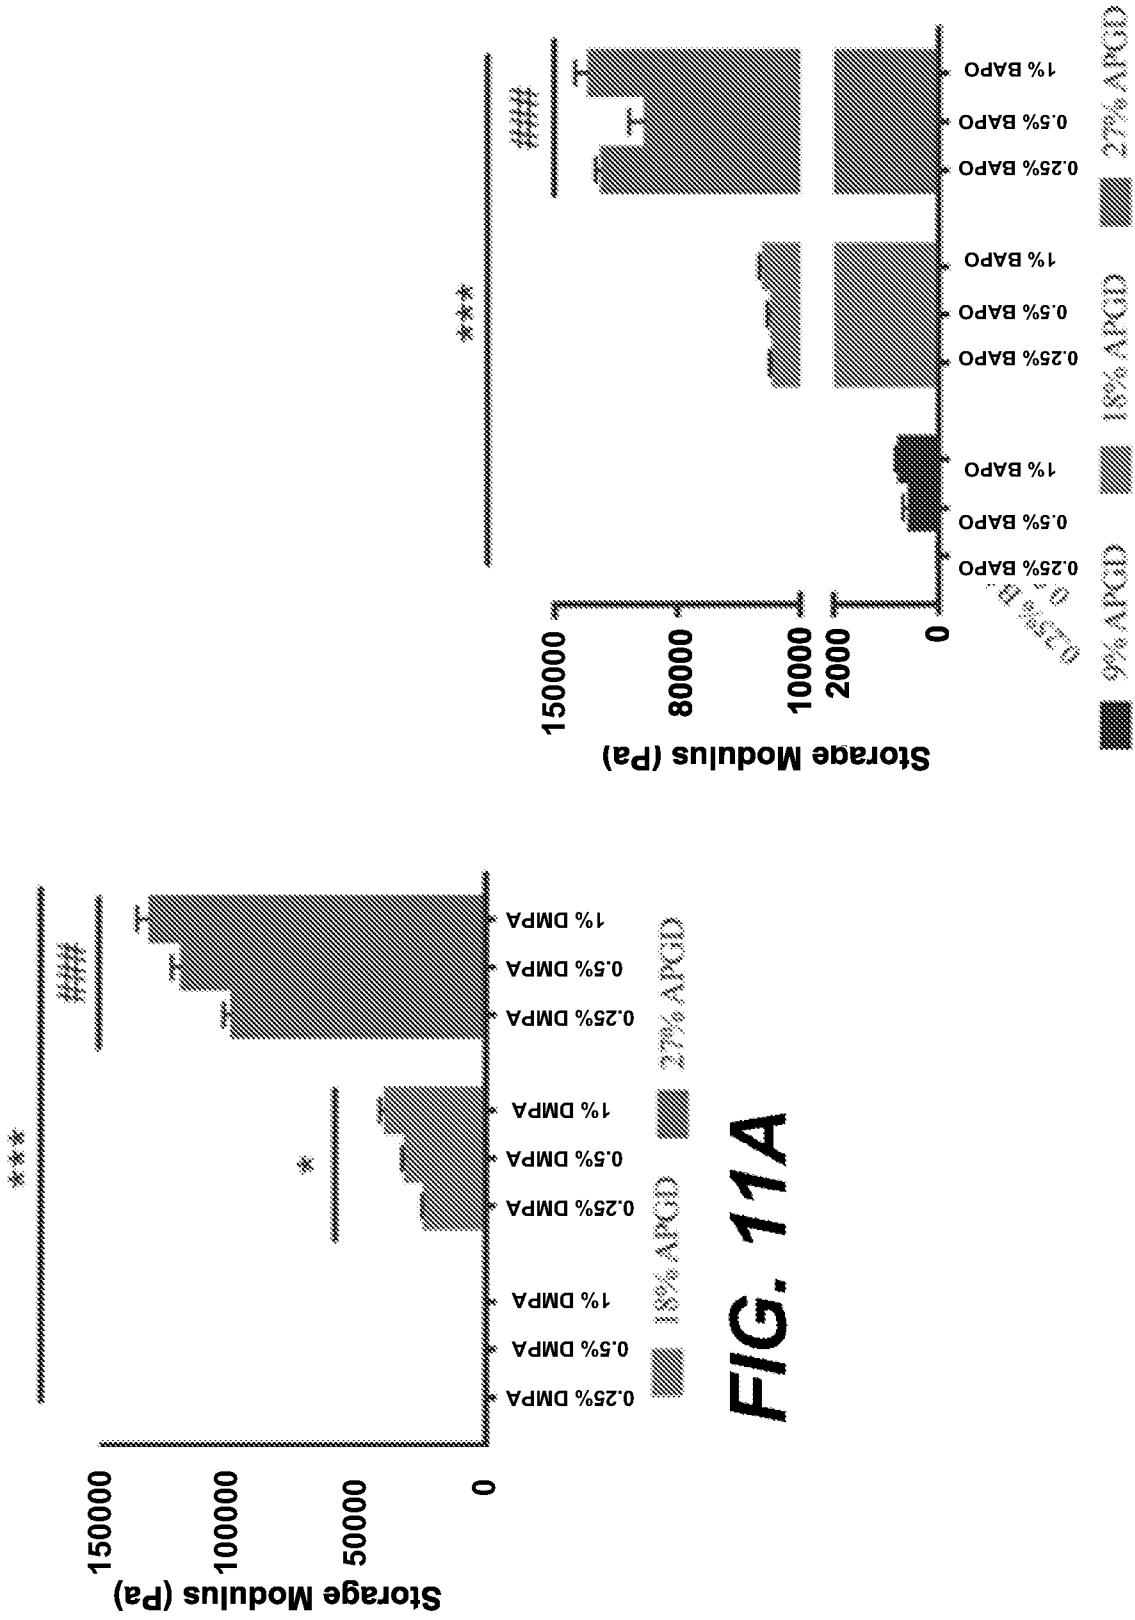 ***
###
*
150000
100000
50000
0
Storage Modulus (Pa)
0.25% DMPA
0.5% DMPA
1% DMPA
0.25% DMPA
0.5% DMPA
1% DMPA
0.25% DMPA
0.5% DMPA
1% DMPA
18% APGD
27% APGD
FIG. 11A
***
####
150000
80000
10000
2000
0
Storage Modulus (Pa)
0.25% BAPO
0.5% BAPO
1% BAPO
0.25% BAPO
0.5% BAPO
1% BAPO
0.25% BAPO
0.5% BAPO
1% BAPO
0.25% B
9% APGD
18% APGD
27% APGD